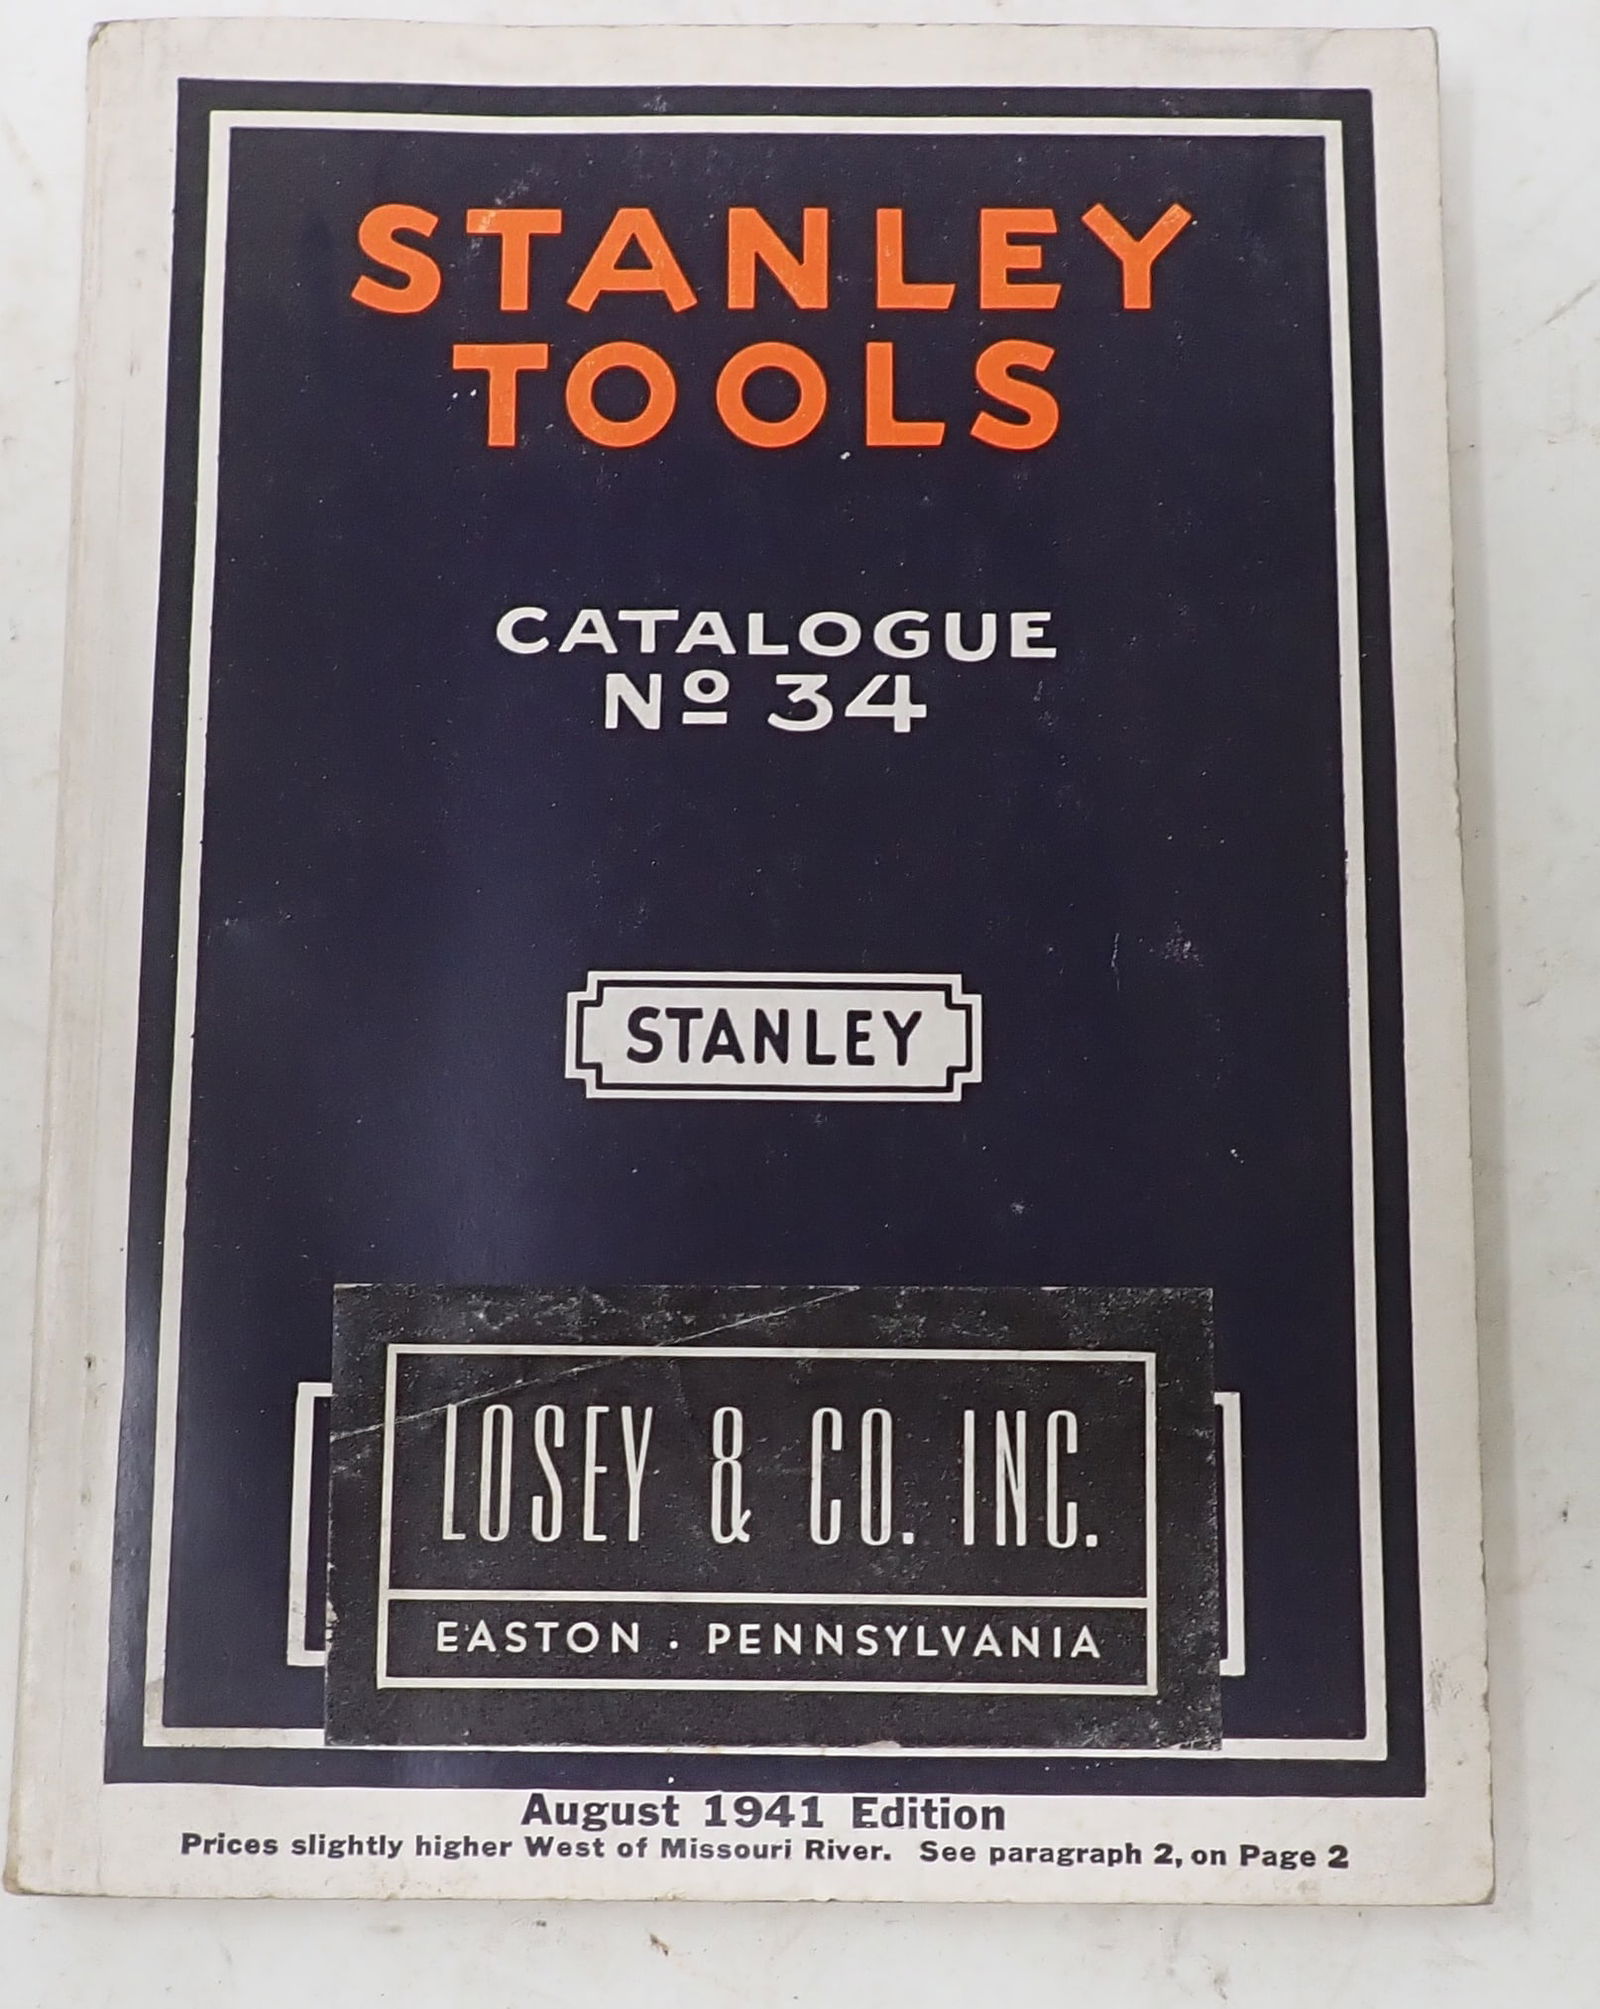 STANLEY
TOOLS
CATALOGUE
Nº 34
STANLEY
LOSEY & CO. INC.
EASTON . PENNSYLVANIA
August 1941 Edition
Prices slightly higher West of Missouri River. See paragraph 2, on Page 2